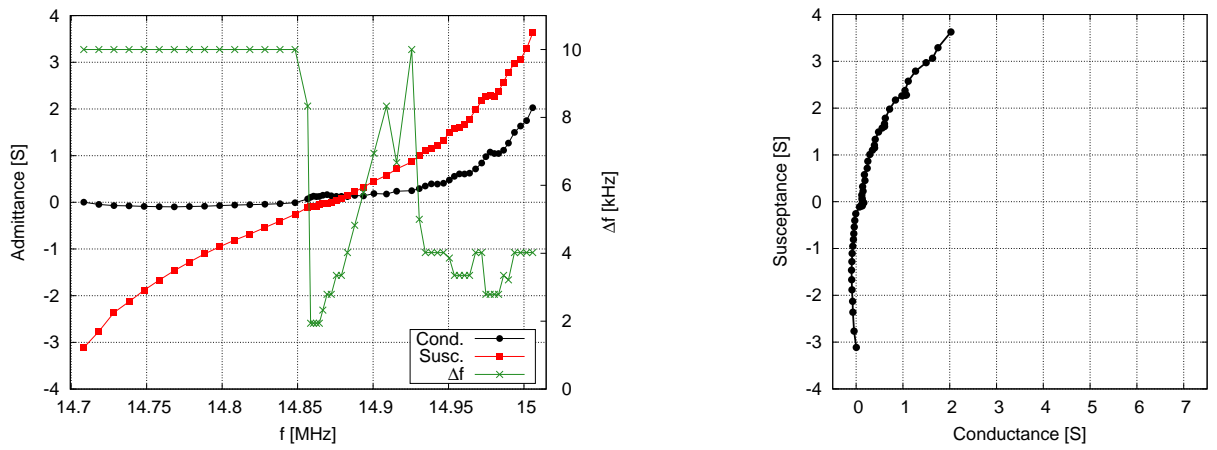 4
3
2
1
0
-1
-2
-3
-4
Admittance [S]
14.7 14.75 14.8 14.85 14.9 14.95 15
f [MHz]
10
8
6
4
2
0
Δf [kHz]
Cond.
Susc.
Δf
4
3
2
1
0
-1
-2
-3
-4
Susceptance [S]
0 1 2 3 4 5 6 7
Conductance [S]